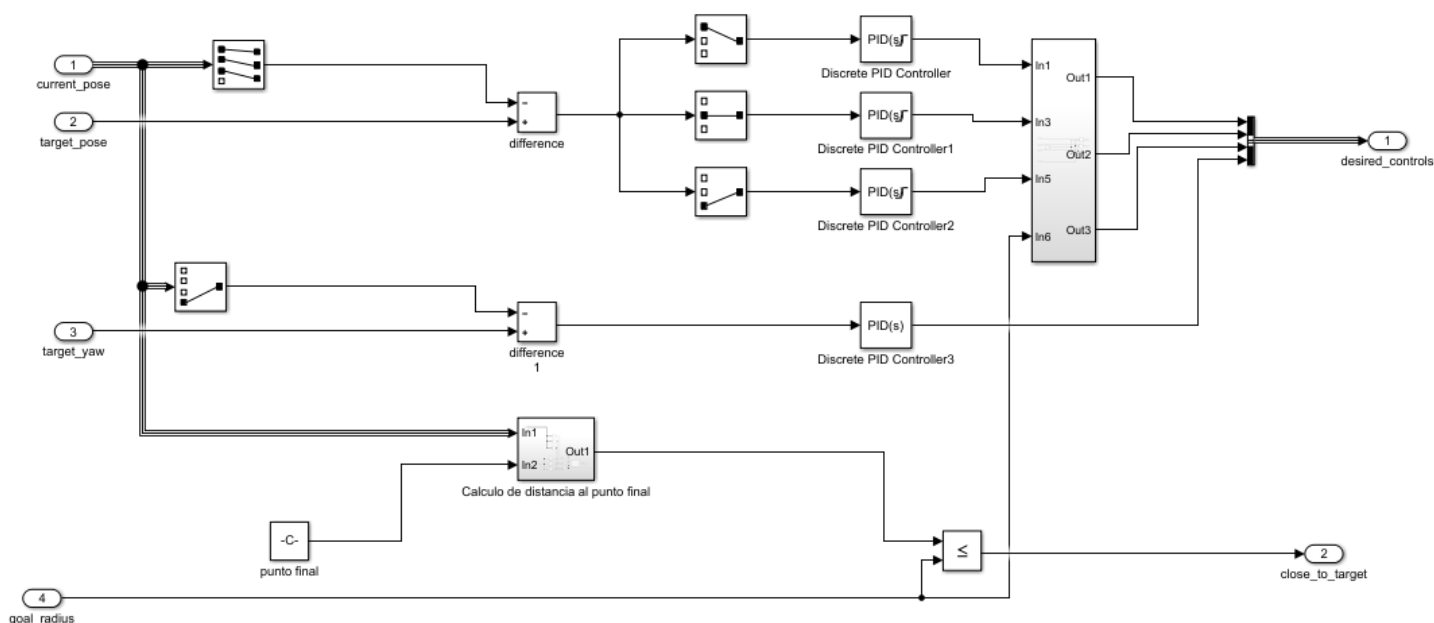 1
current_pose
2
target_pose
−
+
difference
PID(s)
Discrete PID Controller
PID(s)
Discrete PID Controller1
PID(s)
Discrete PID Controller2
In1
In3
In5
In6
Out1
Out2
Out3
1
desired_controls
3
target_yaw
−
+
difference
1
PID(s)
Discrete PID Controller3
In1
In2
Out1
Calculo de distancia al punto final
-C-
punto final
≤
2
close_to_target
4
goal_radius